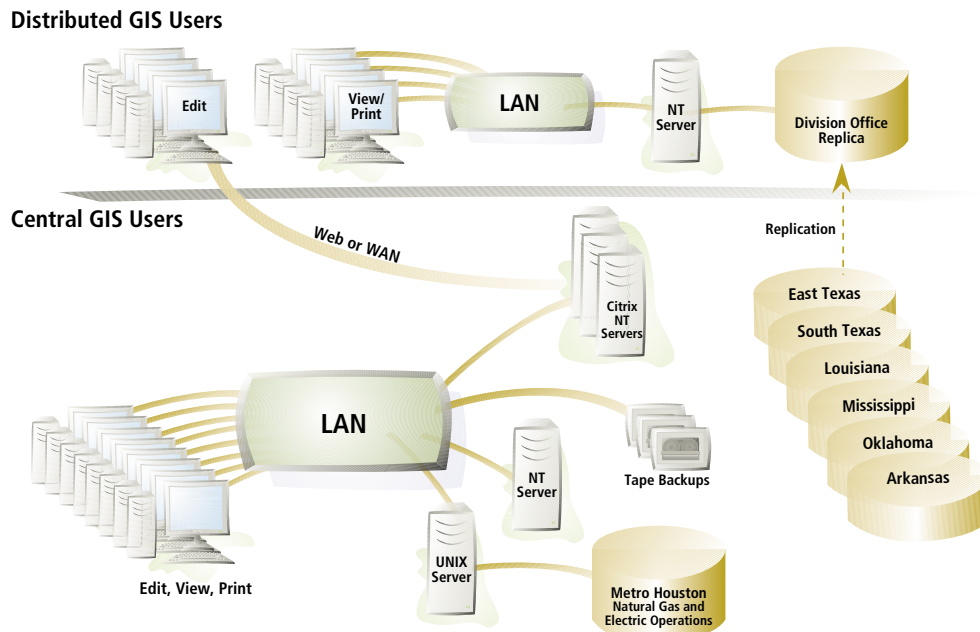 Distributed GIS Users
Edit
View/
Print
LAN
NT
Server
Division Office
Replica
Central GIS Users
Web or WAN
Replication
Citrix
NT
Servers
East Texas
South Texas
Louisiana
Mississippi
Oklahoma
Arkansas
LAN
Tape Backups
NT
Server
UNIX
Server
Edit, View, Print
Metro Houston
Natural Gas and
Electric Operations